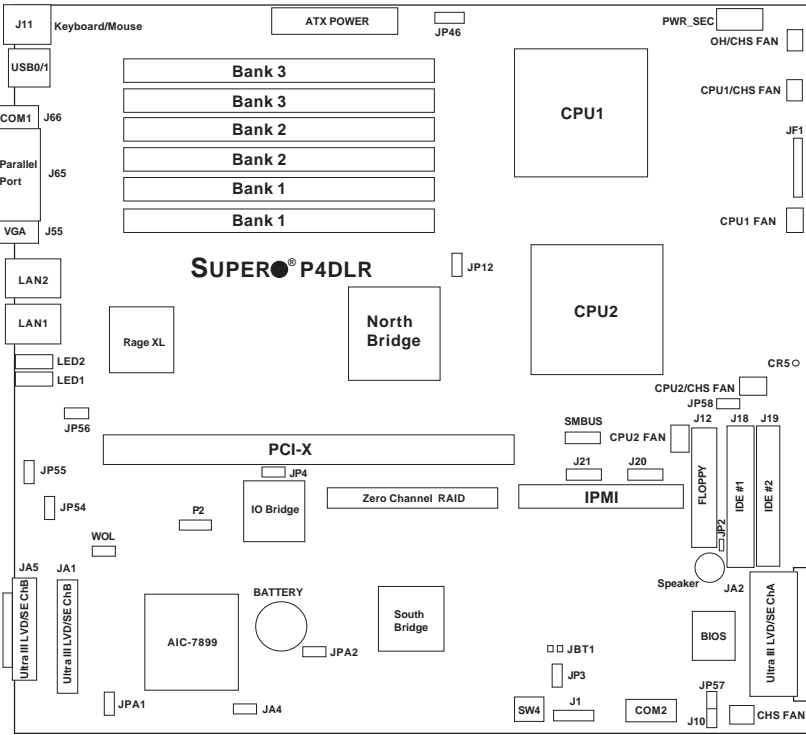 J11
Keyboard/Mouse
ATX POWER
JP46
PWR_SEC
OH/CHS FAN
USB0/1
Bank 3
CPU1
CPU1/CHS FAN
Bank 3
COM1
J66
Bank 2
JF1
Parallel
Port
J65
Bank 2
Bank 1
VGA
J55
Bank 1
CPU1 FAN
SUPER® P4DLR
JP12
LAN2
CPU2
LAN1
Rage XL
North
Bridge
LED2
CR5
LED1
CPU2/CHS FAN
JP58
JP56
SMBUS
CPU2 FAN
J12
J18
J19
PCI-X
JP55
JP4
J21
J20
FLOPPY
IDE #1
IDE #2
JP54
P2
IO Bridge
Zero Channel RAID
IPMI
JP2
WOL
JA5
JA1
Speaker
JA2
Ultra III LVD/SE ChB
Ultra III LVD/SE ChB
BATTERY
Ultra III LVD/SE ChA
AIC-7899
South
Bridge
BIOS
JPA2
JBT1
JP3
JP57
JPA1
JA4
SW4
J1
COM2
J10
CHS FAN